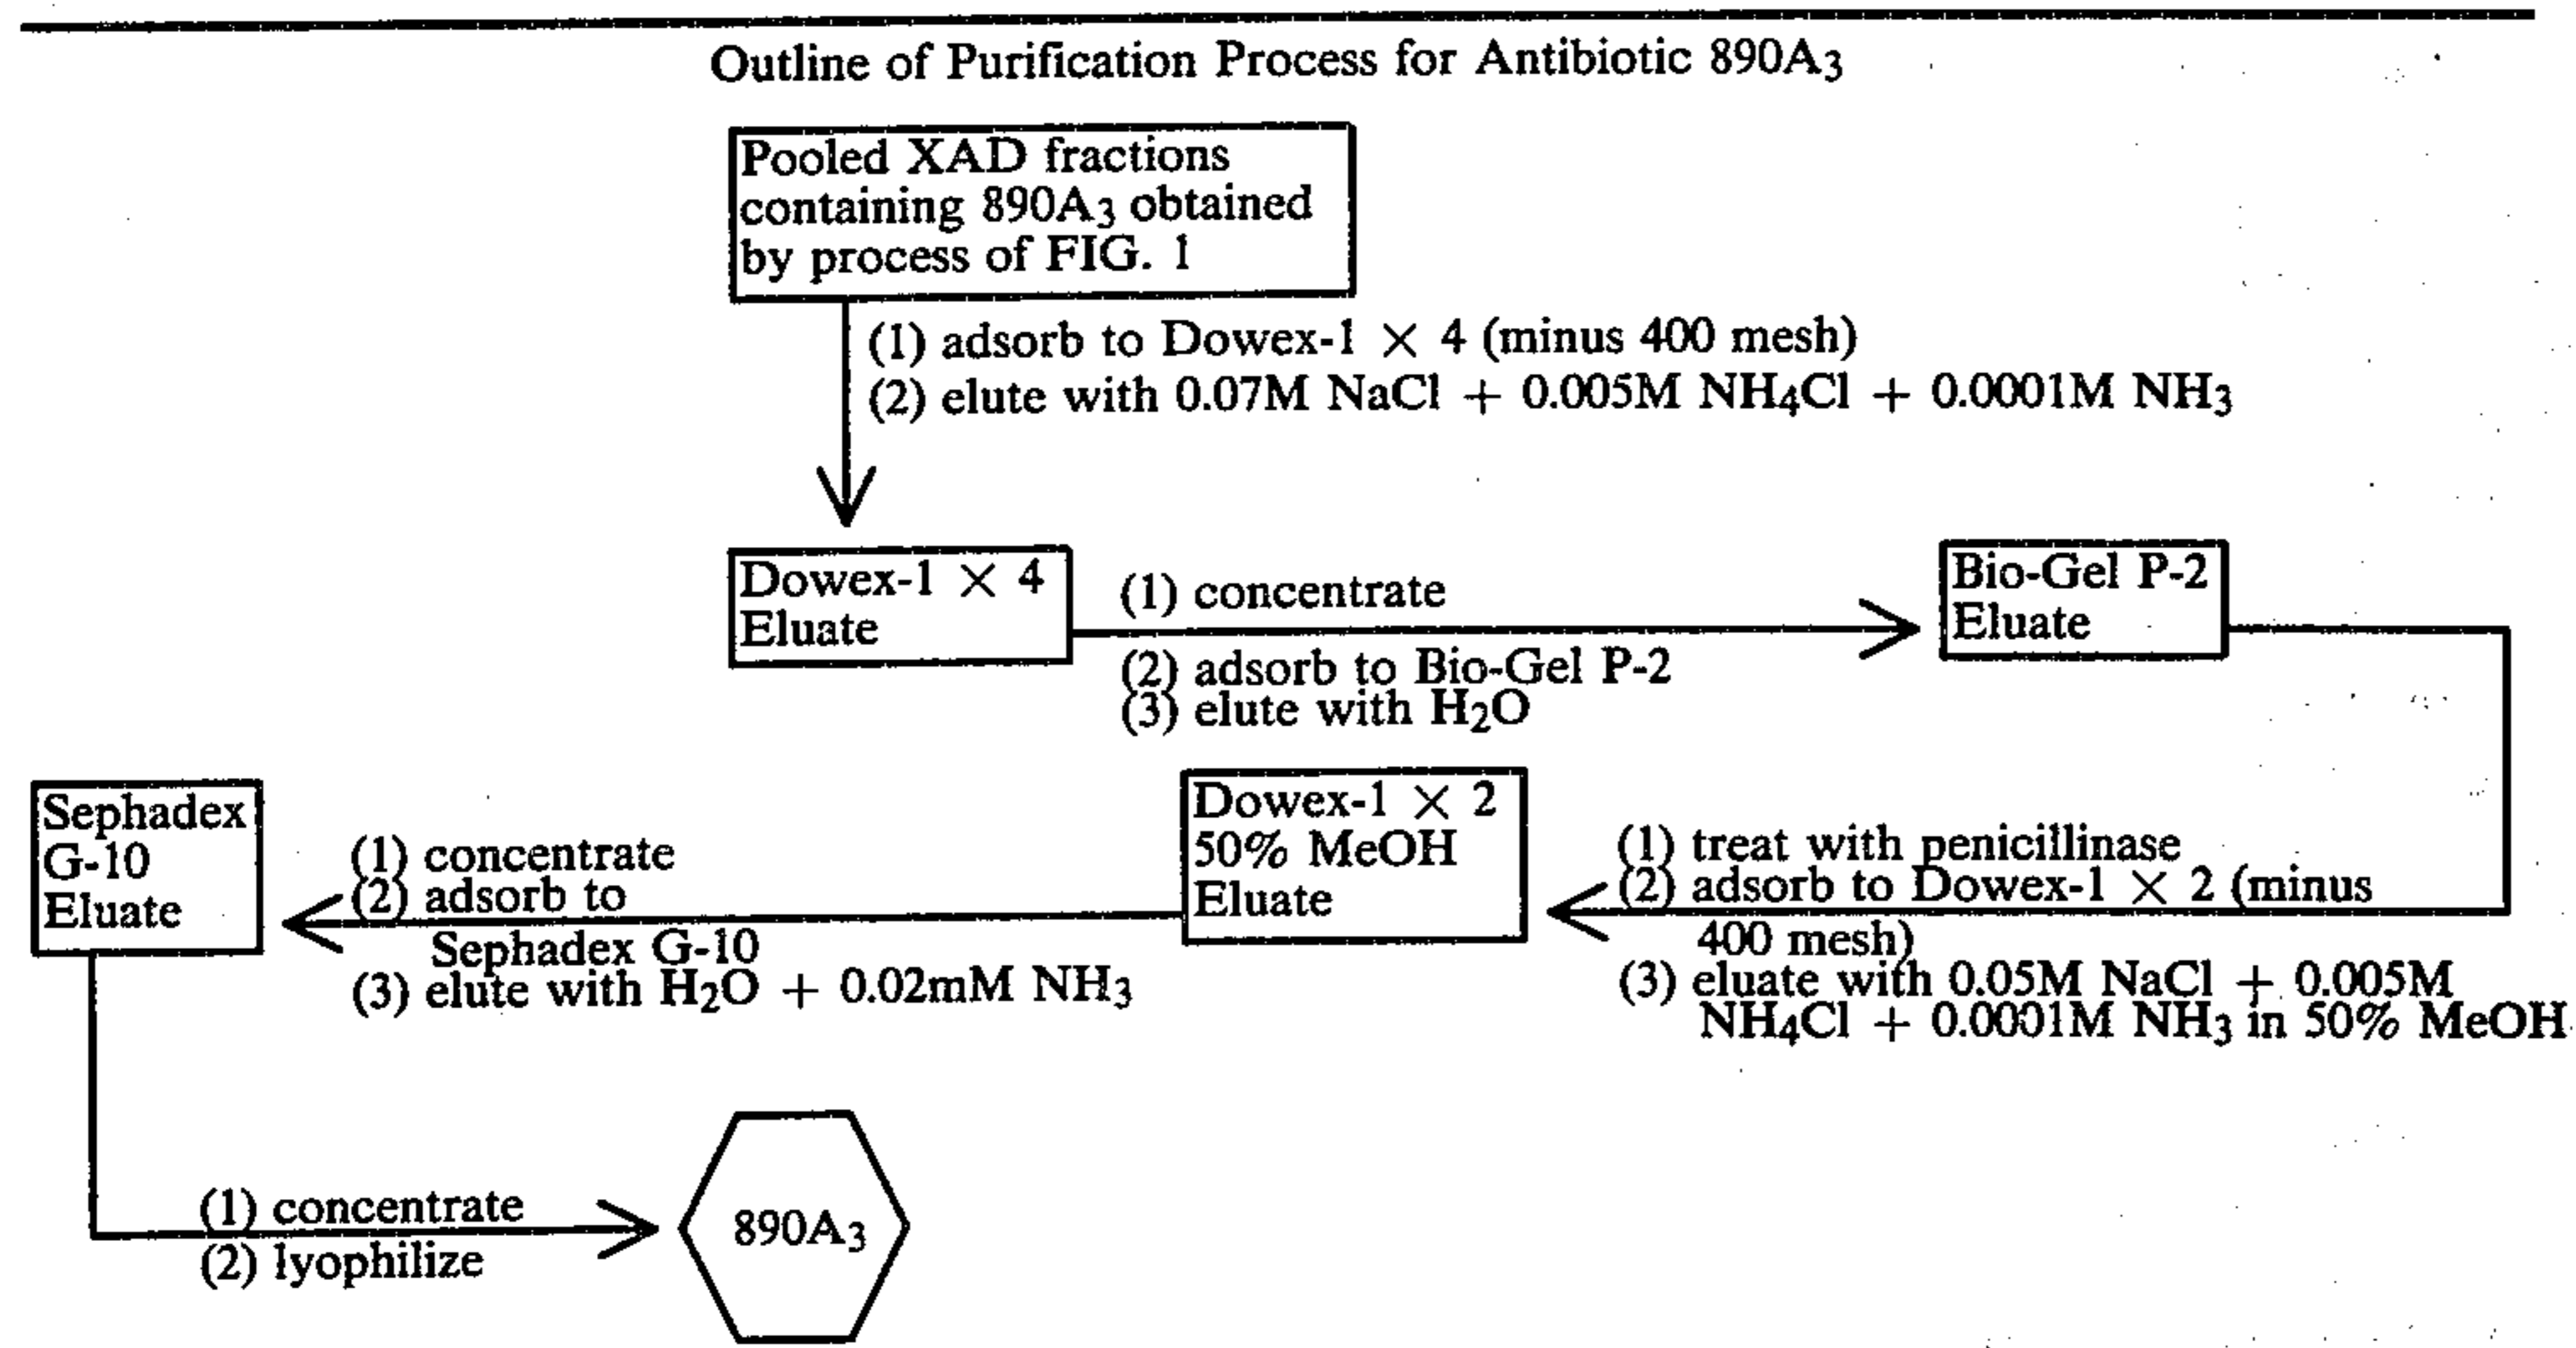 Outline of Purification Process for Antibiotic 890A3
Pooled XAD fractions
containing 890A3 obtained
by process of FIG. 1
(1) adsorb to Dowex-1 × 4 (minus 400 mesh)
(2) elute with 0.07M NaCl + 0.005M NH4Cl + 0.0001M NH3
Dowex-1 × 4
Eluate
(1) concentrate
(2) adsorb to Bio-Gel P-2
(3) elute with H2O
Bio-Gel P-2
Eluate
(1) treat with penicillinase
(2) adsorb to Dowex-1 × 2 (minus
400 mesh)
(3) eluate with 0.05M NaCl + 0.005M
NH4Cl + 0.0001M NH3 in 50% MeOH
Dowex-1 × 2
50% MeOH
Eluate
(1) concentrate
(2) adsorb to
Sephadex G-10
(3) elute with H2O + 0.02mM NH3
Sephadex
G-10
Eluate
(1) concentrate
(2) lyophilize
890A3